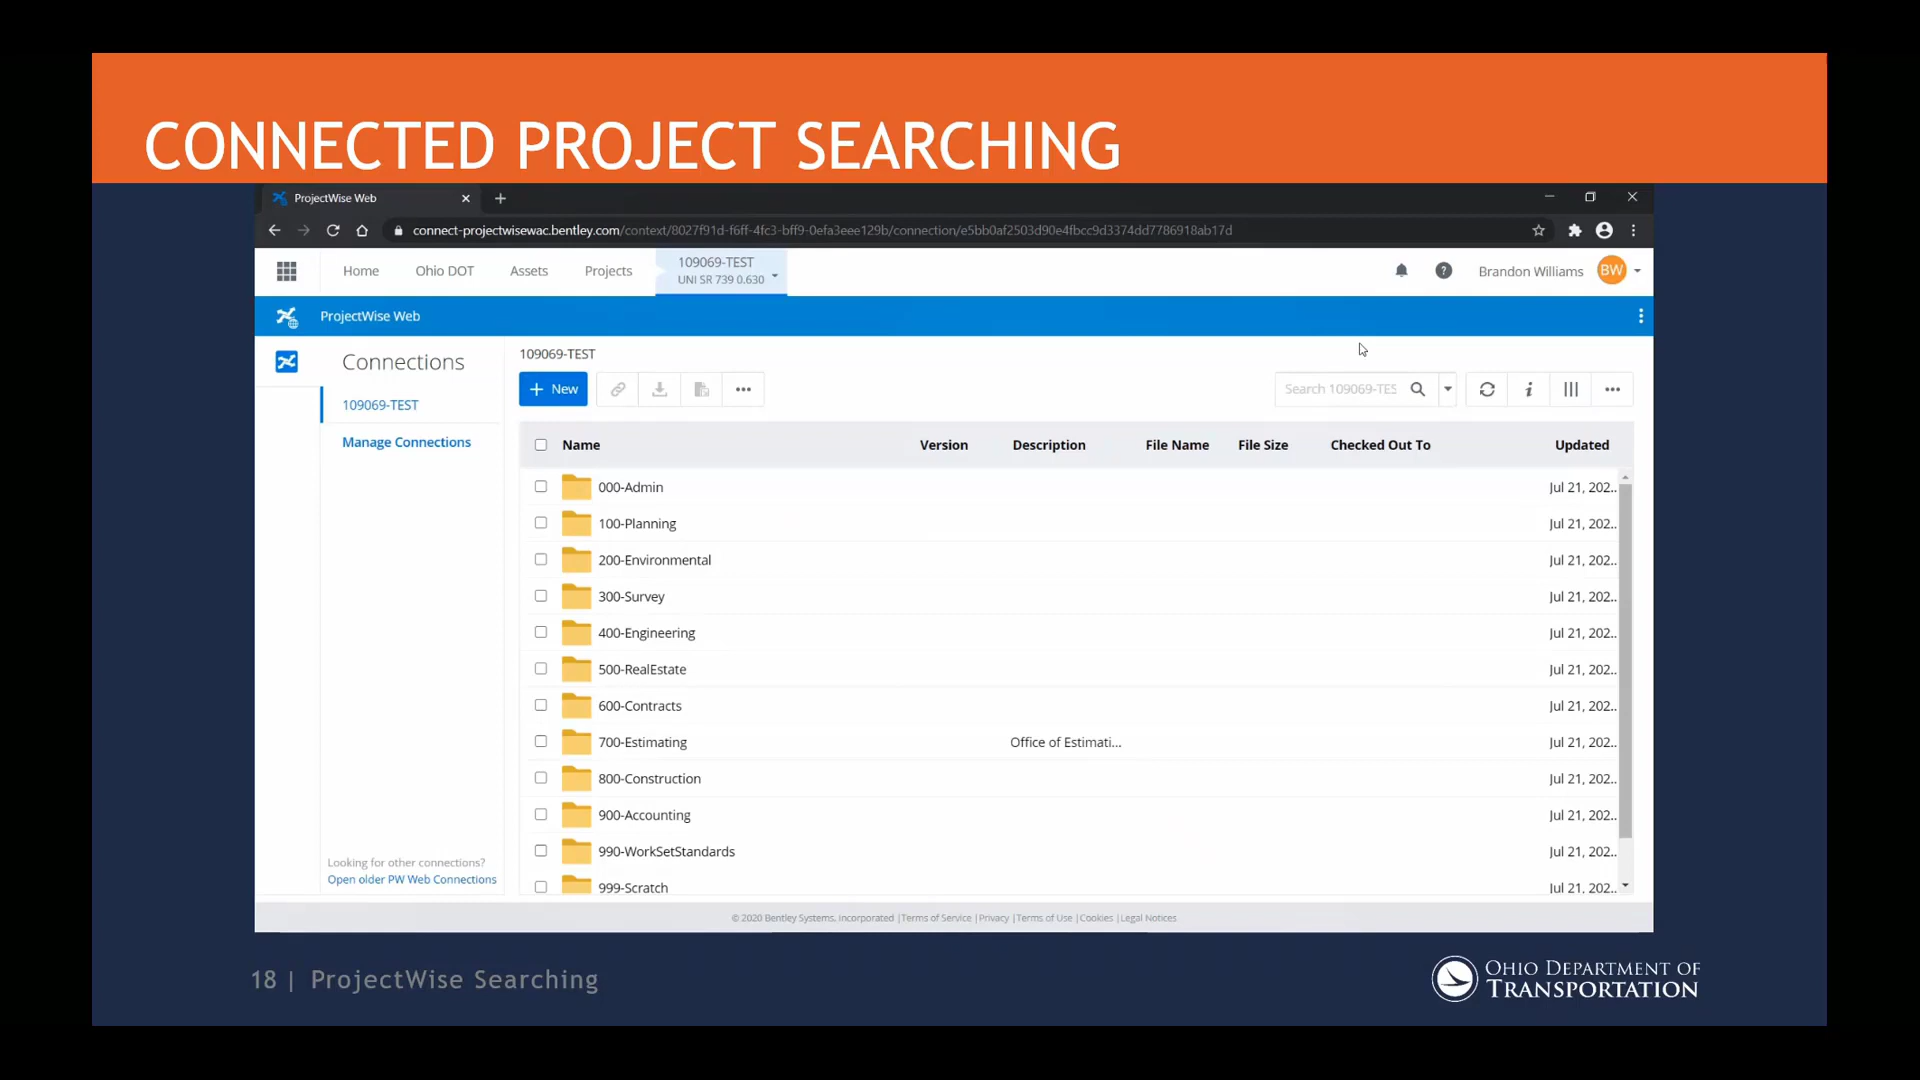 CONNECTED PROJECT SEARCHING
ProjectWise Web
connect-projectwisewac.bentley.com/context/8027f91d-f6ff-4fc3-bff9-0efa3eee129b/connection/e5bb0af2503d90e4fbcc9d3374dd7786918ab17d
Home Ohio DOT Assets Projects 109069-TEST Brandon Williams BW
UNI SR 739 0.630
ProjectWise Web
Connections
109069-TEST
Manage Connections
Looking for other connections?
Open older PW Web Connections
109069-TEST
+ New Search 109069-TES
Name Version Description File Name File Size Checked Out To Updated
000-Admin Jul 21, 202..
100-Planning Jul 21, 202..
200-Environmental Jul 21, 202..
300-Survey Jul 21, 202..
400-Engineering Jul 21, 202..
500-RealEstate Jul 21, 202..
600-Contracts Jul 21, 202..
700-Estimating Office of Estimati... Jul 21, 202..
800-Construction Jul 21, 202..
900-Accounting Jul 21, 202..
990-WorkSetStandards Jul 21, 202..
999-Scratch Jul 21, 202..
© 2020 Bentley Systems, Incorporated |Terms of Service |Privacy |Terms of Use |Cookies |Legal Notices
18 | ProjectWise Searching
OHIO DEPARTMENT OF
TRANSPORTATION